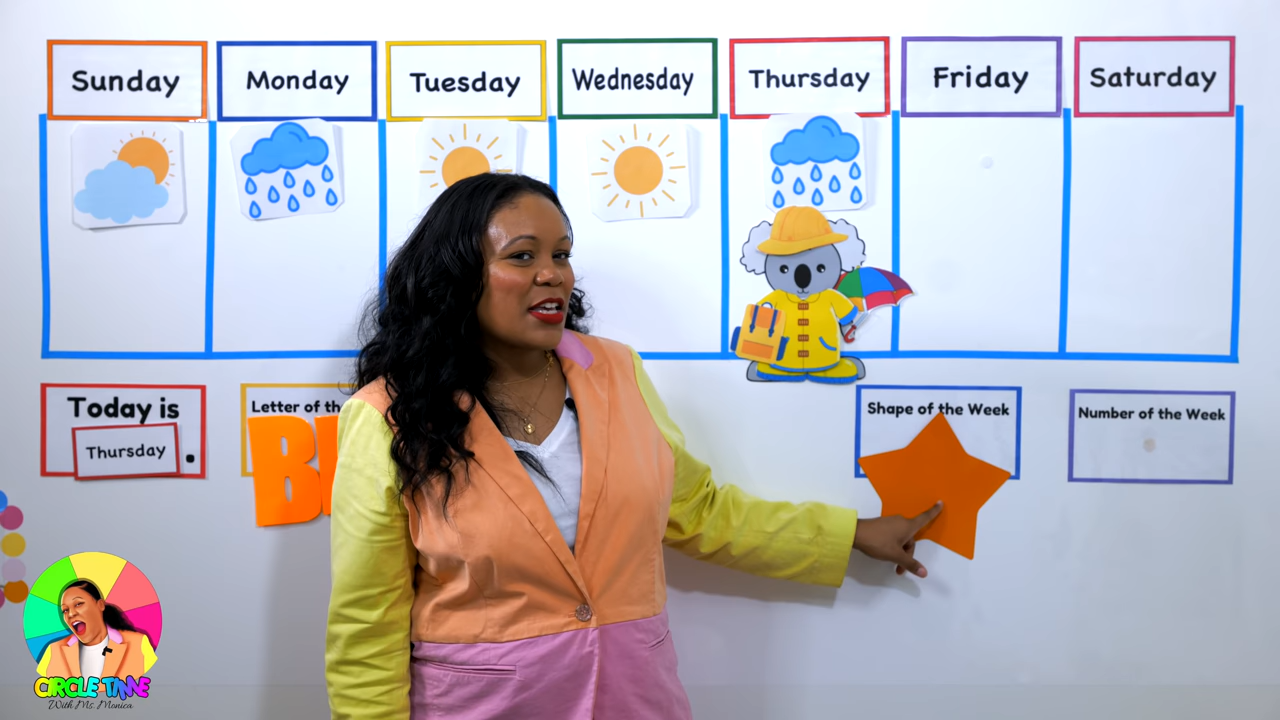 Sunday
Monday
Tuesday
Wednesday
Thursday
Friday
Saturday
Today is
Thursday
.
Letter of th
B
Shape of the Week
Number of the Week
CIRCLE TIME
With Ms. Monica